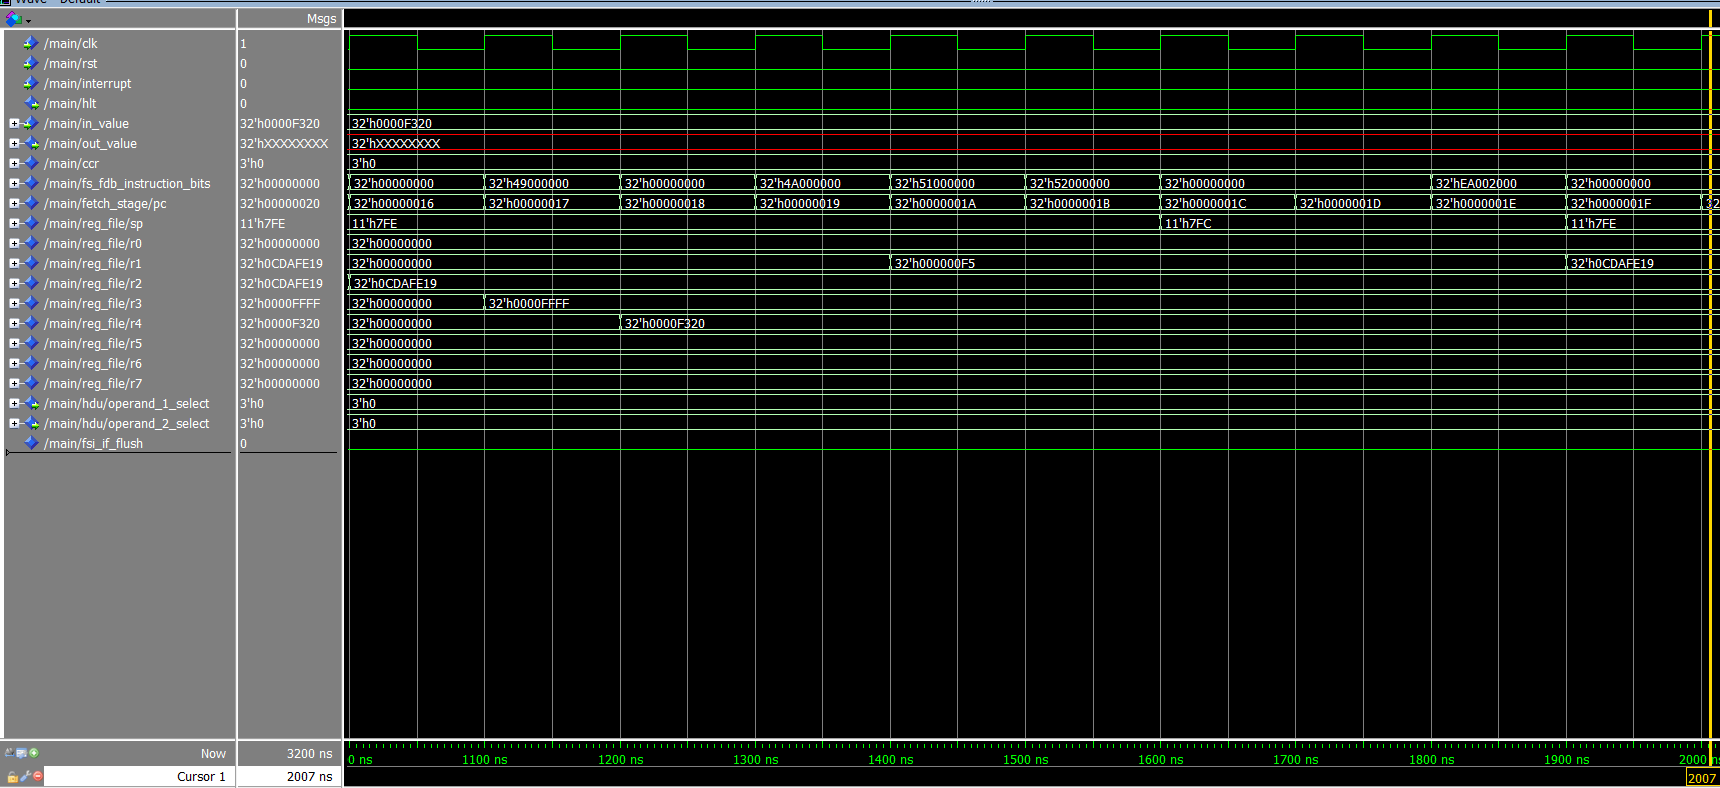 Wave - Default
Msgs
/main/clk 1
/main/rst 0
/main/interrupt 0
/main/hlt 0
/main/in_value 32'h0000F320 32'h0000F320
/main/out_value 32'hXXXXXXXX 32'hXXXXXXXX
/main/ccr 3'h0 3'h0
/main/fs_fdb_instruction_bits 32'h00000000 32'h00000000 32'h49000000 32'h00000000 32'h4A000000 32'h51000000 32'h52000000 32'h00000000 32'hEA002000 32'h00000000
/main/fetch_stage/pc 32'h00000020 32'h00000016 32'h00000017 32'h00000018 32'h00000019 32'h0000001A 32'h0000001B 32'h0000001C 32'h0000001D 32'h0000001E 32'h0000001F 32
/main/reg_file/sp 11'h7FE 11'h7FE 11'h7FC 11'h7FE
/main/reg_file/r0 32'h00000000 32'h00000000
/main/reg_file/r1 32'h0CDAFE19 32'h00000000 32'h000000F5 32'h0CDAFE19
/main/reg_file/r2 32'h0CDAFE19 32'h0CDAFE19
/main/reg_file/r3 32'h0000FFFF 32'h00000000 32'h0000FFFF
/main/reg_file/r4 32'h0000F320 32'h00000000 32'h0000F320
/main/reg_file/r5 32'h00000000 32'h00000000
/main/reg_file/r6 32'h00000000 32'h00000000
/main/reg_file/r7 32'h00000000 32'h00000000
/main/hdu/operand_1_select 3'h0 3'h0
/main/hdu/operand_2_select 3'h0 3'h0
/main/fsi_if_flush 0
Now 3200 ns 0 ns 1100 ns 1200 ns 1300 ns 1400 ns 1500 ns 1600 ns 1700 ns 1800 ns 1900 ns 2000 n
Cursor 1 2007 ns 2007